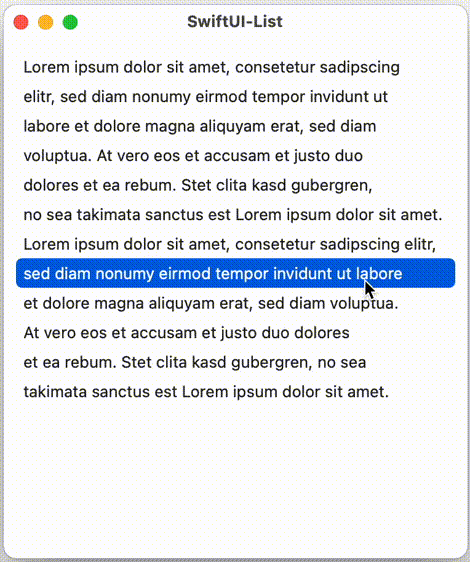 SwiftUI-List
Lorem ipsum dolor sit amet, consetetur sadipscing
elitr, sed diam nonumy eirmod tempor invidunt ut
labore et dolore magna aliquyam erat, sed diam
voluptua. At vero eos et accusam et justo duo
dolores et ea rebum. Stet clita kasd gubergren,
no sea takimata sanctus est Lorem ipsum dolor sit amet.
Lorem ipsum dolor sit amet, consetetur sadipscing elitr,
sed diam nonumy eirmod tempor invidunt ut labore
et dolore magna aliquyam erat, sed diam voluptua.
At vero eos et accusam et justo duo dolores
et ea rebum. Stet clita kasd gubergren, no sea
takimata sanctus est Lorem ipsum dolor sit amet.